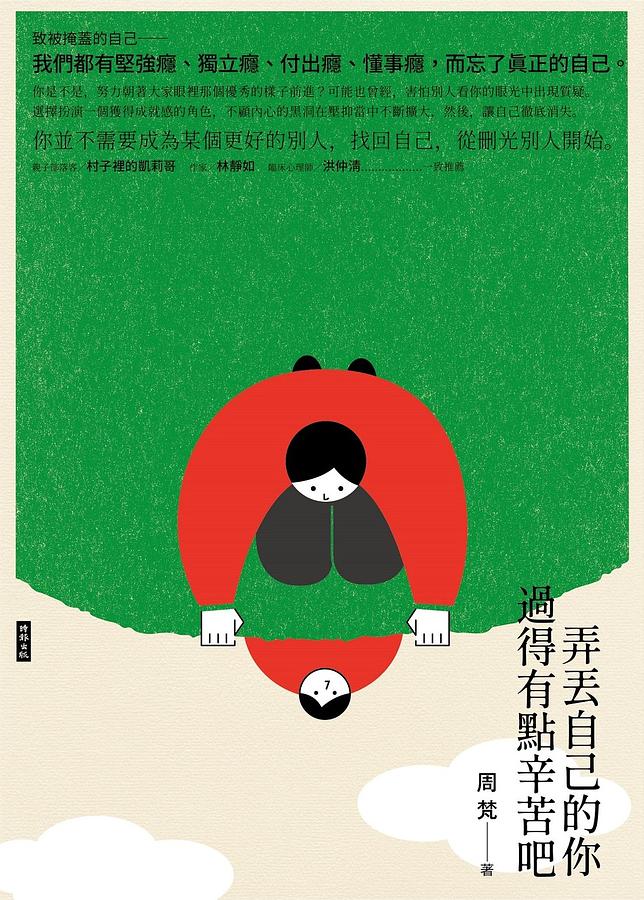 致被掩蓋的自己——
我們都有堅強癮、獨立癮、付出癮、懂事癮，而忘了真正的自己。
你是不是，努力朝著大家眼裡那個優秀的樣子前進？可能也曾經，害怕別人看你的眼光中出現質疑。
選擇扮演一個獲得成就感的角色，不顧內心的黑洞在壓抑當中不斷擴大，然後，讓自己徹底消失。
你並不需要成為某個更好的別人，找回自己，從刪光別人開始。
親子部落客／村子裡的凱莉哥　作家／林靜如　臨床心理師／洪仲清………………一致推薦
弄丟自己的你
過得有點辛苦吧
周梵——著
時報出版